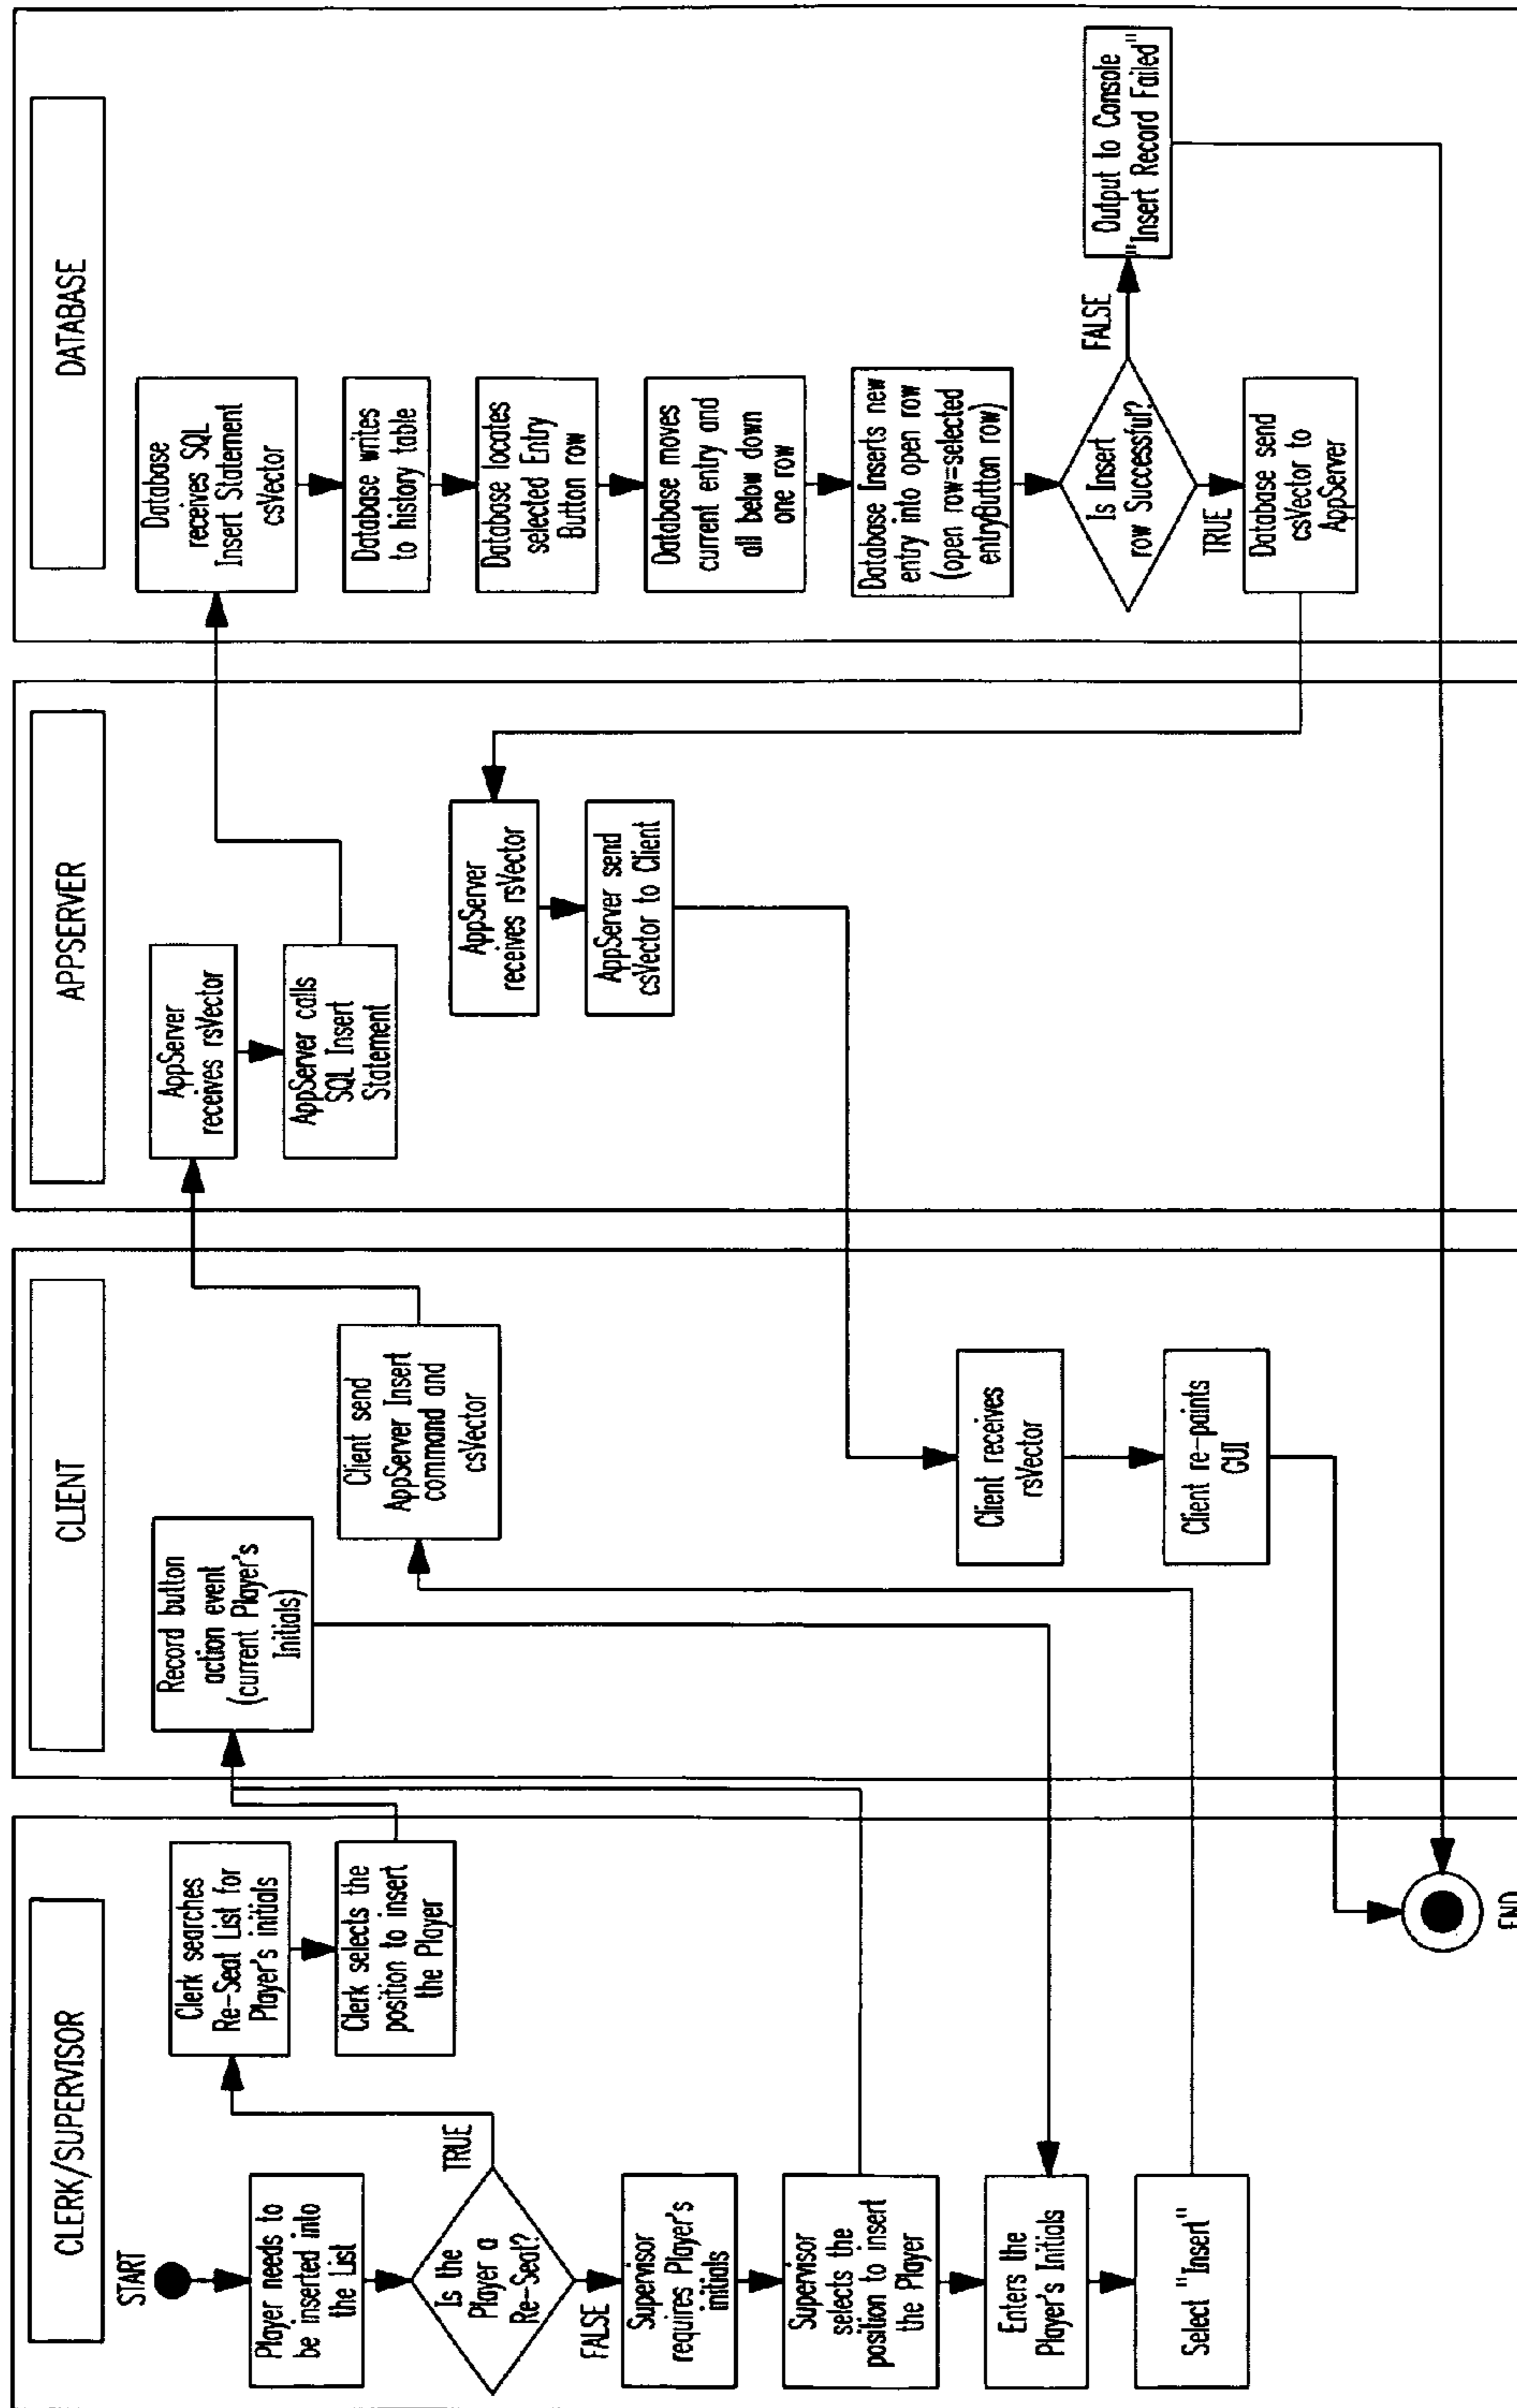 CLERK/SUPERVISOR
START
Player needs to
be inserted into
the List
Is the
Player a
Re-Seat?
TRUE
FALSE
Clerk searches
Re-Seat List for
Player's initials
Clerk selects the
position to insert
the Player
Supervisor
requires Player's
initials
Supervisor
selects the
position to insert
the Player
Enters the
Player's Initials
Select "Insert"
END
CLIENT
Record button
action event
(current Player's
Initials)
Client send
AppServer Insert
command and
csVector
Client receives
rsVector
Client re-paints
GUI
APPSERVER
AppServer
receives rsVector
AppServer calls
SQL Insert
Statement
AppServer
receives rsVector
AppServer send
csVector to Client
DATABASE
Database
receives SQL
Insert Statement
csVector
Database writes
to history table
Database locates
selected Entry
Button row
Database moves
current entry and
all below down
one row
Database Inserts new
entry into open row
(open row=selected
entryButton row)
Is Insert
row Successful?
FALSE
TRUE
Output to Console
"Insert Record Failed"
Database send
csVector to
AppServer